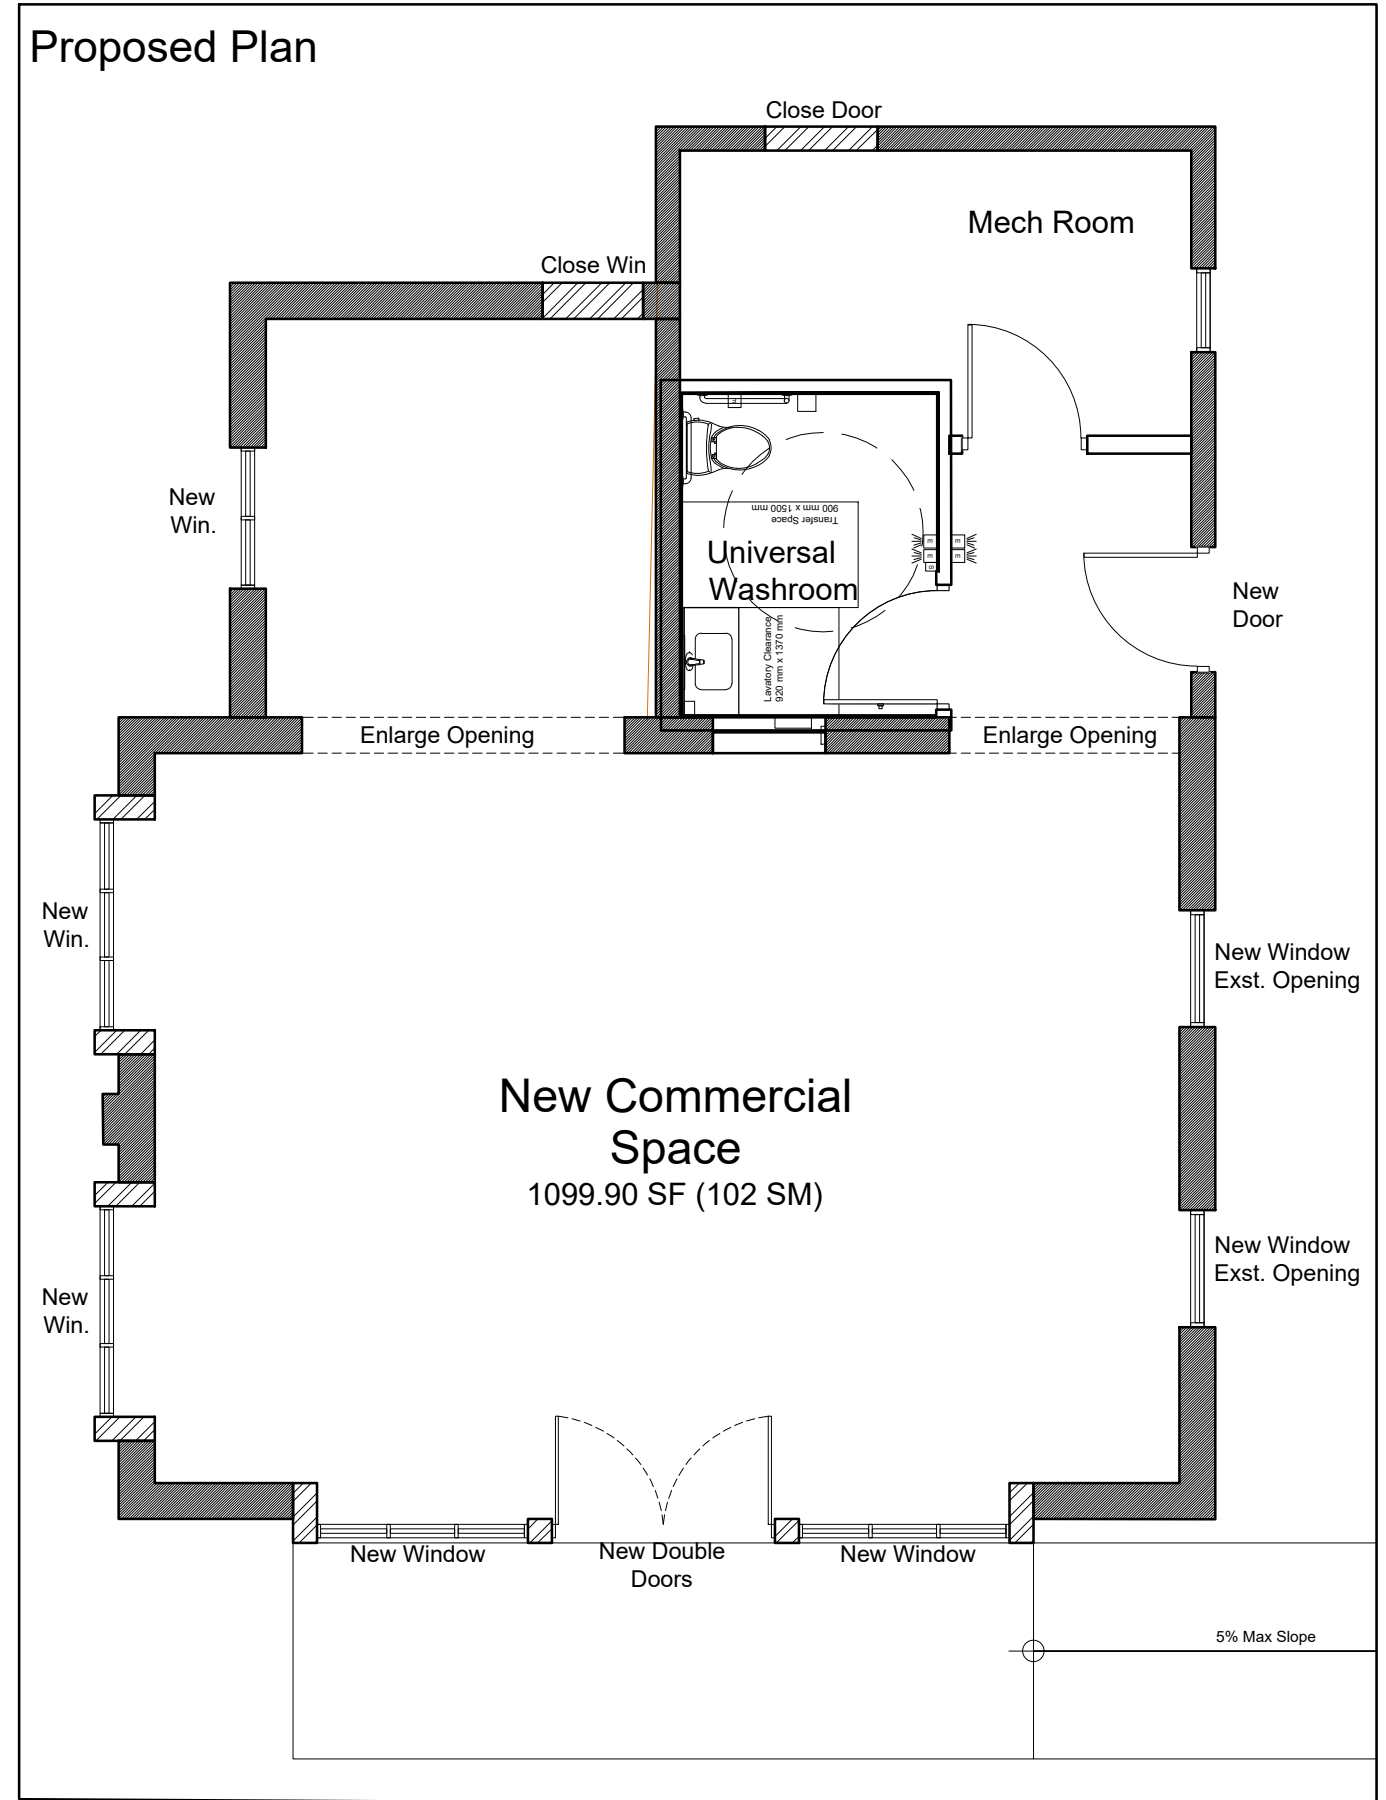 Proposed Plan
Close Door
Mech Room
Close Win
New
Win.
Transfer Space
900 mm x 1500 mm
E
E
E
E
E
S
Universal
Washroom
New
Door
Lavatory Clearance
920 mm x 1370 mm
Enlarge Opening
Enlarge Opening
New
Win.
New Window
Exst. Opening
New Commercial
Space
1099.90 SF (102 SM)
New Window
Exst. Opening
New
Win.
New Window
New Double
Doors
New Window
5% Max Slope